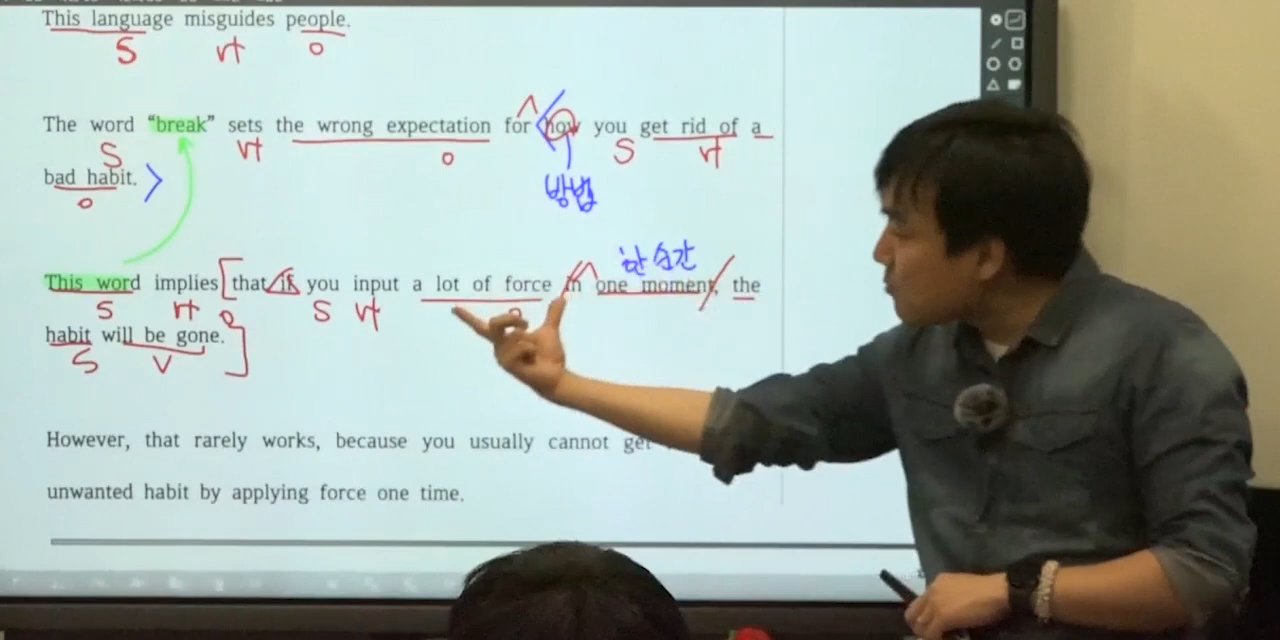 This language misguides people.
S vt o
The word "break" sets the wrong expectation for how you get rid of a
S vt o 방법 S vt
bad habit.
o
한 순간
This word implies that if you input a lot of force in one moment, the
S vt o S vt o
habit will be gone.
S V
However, that rarely works, because you usually cannot get
unwanted habit by applying force one time.